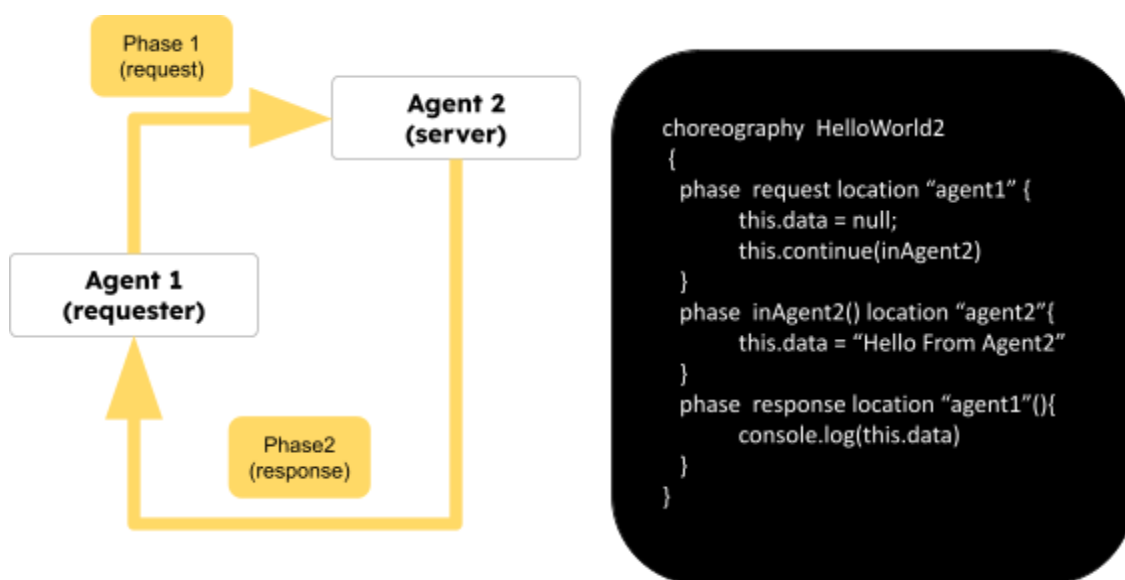 Phase 1
(request)
Agent 2
(server)
Agent 1
(requester)
Phase2
(response)
choreography  HelloWorld2
{
phase  request location “agent1” {
this.data = null;
this.continue(inAgent2)
}
phase  inAgent2() location “agent2”{
this.data = “Hello From Agent2”
}
phase  response location “agent1”(){
console.log(this.data)
}
}